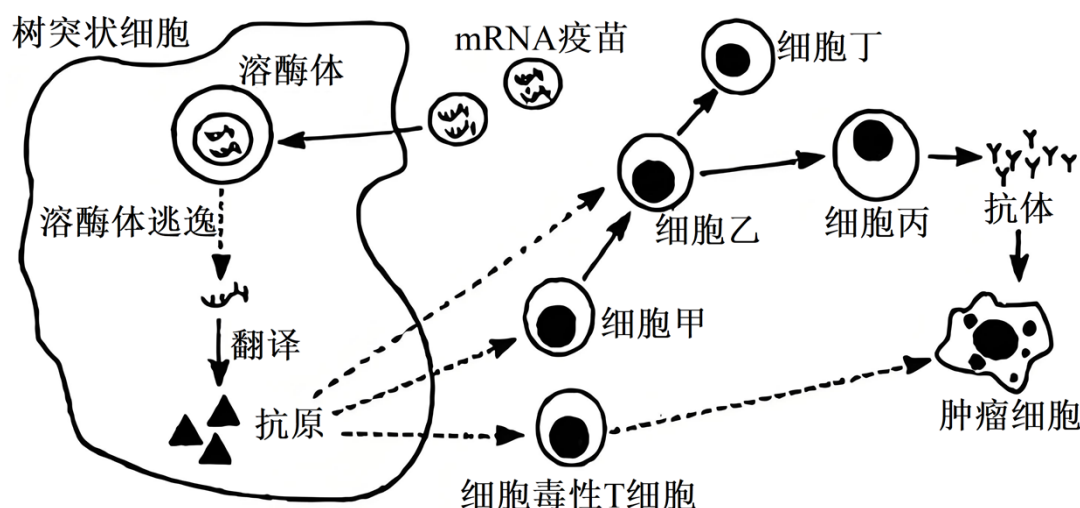 树突状细胞
溶酶体
mRNA疫苗
细胞丁
溶酶体逃逸
细胞乙
细胞丙
抗体
翻译
细胞甲
抗原
肿瘤细胞
细胞毒性T细胞